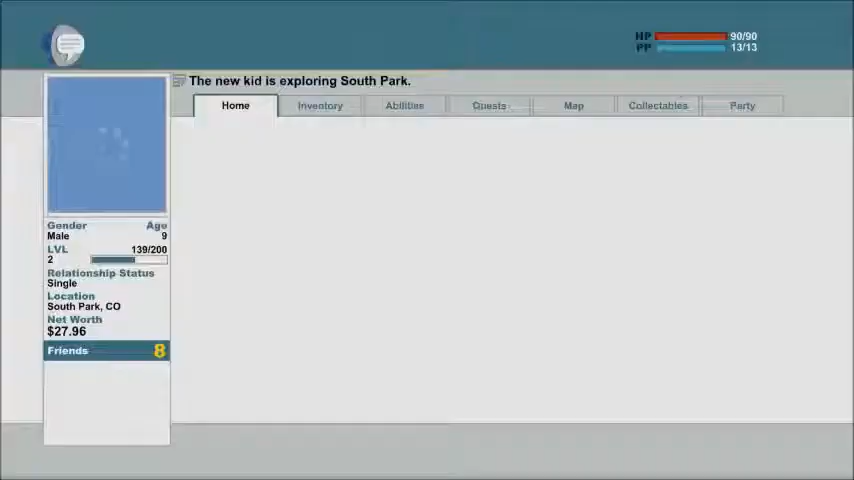 HP 90/90
PP 13/13
The new kid is exploring South Park.
Home Inventory Abilities Quests Map Collectables Party
Gender Age
Male 9
LVL 139/200
2
Relationship Status
Single
Location
South Park, CO
Net Worth
$27.96
Friends 8